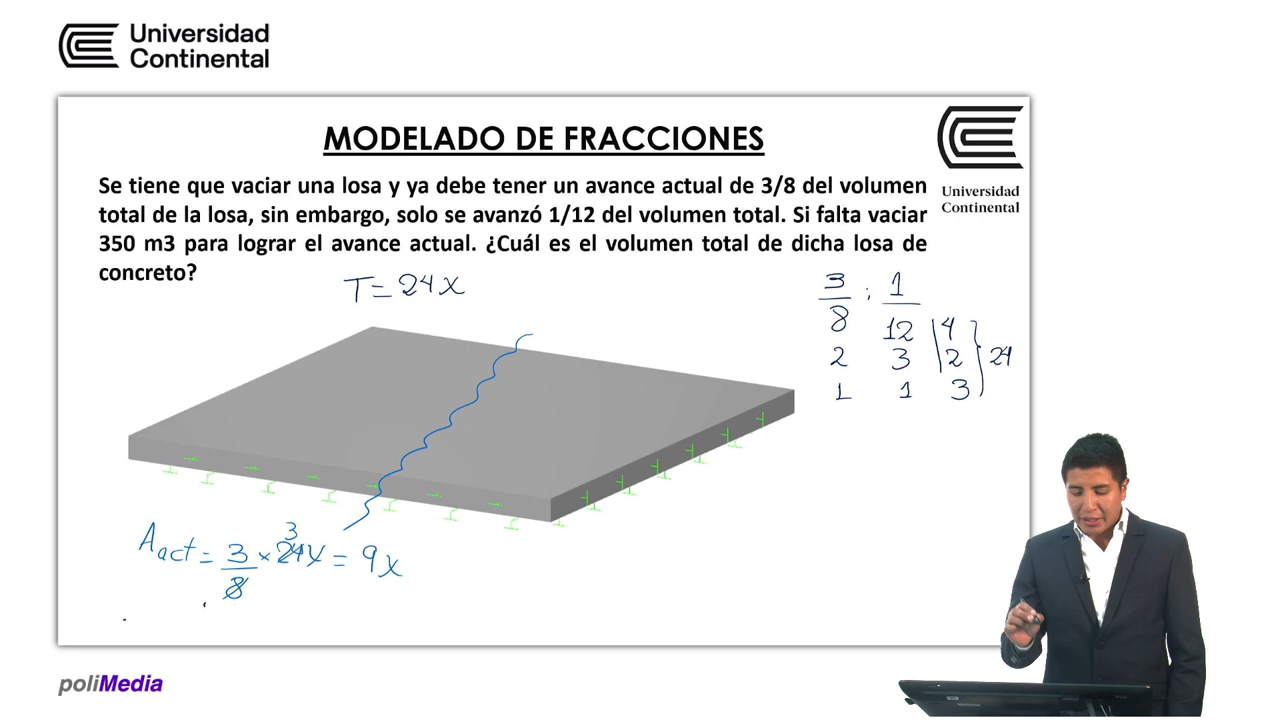 Universidad
Continental
MODELADO DE FRACCIONES
Universidad
Continental
Se tiene que vaciar una losa y ya debe tener un avance actual de 3/8 del volumen
total de la losa, sin embargo, solo se avanzó 1/12 del volumen total. Si falta vaciar
350 m3 para lograr el avance actual. ¿Cuál es el volumen total de dicha losa de
concreto?
T = 24x
3/8 ; 1
12 | 4
2 3 | 2 } 24
1 1 3
A act = 3/8 × 24x = 9x
3
poliMedia